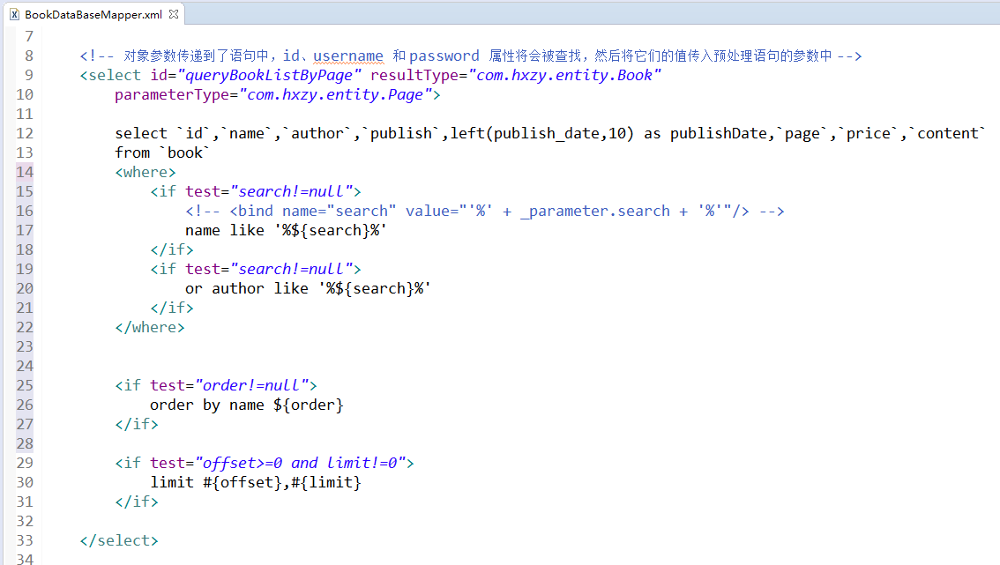 BookDataBaseMapper.xml
7
8 <!-- 对象参数传递到了语句中，id、username 和 password 属性将会被查找，然后将它们的值传入预处理语句的参数中 -->
9 <select id="queryBookListByPage" resultType="com.hxzy.entity.Book"
10 parameterType="com.hxzy.entity.Page">
11
12 select `id`,`name`,`author`,`publish`,left(publish_date,10) as publishDate,`page`,`price`,`content`
13 from `book`
14 <where>
15 <if test="search!=null">
16 <!-- <bind name="search" value="'%' + _parameter.search + '%'"/> -->
17 name like '%${search}%'
18 </if>
19 <if test="search!=null">
20 or author like '%${search}%'
21 </if>
22 </where>
23
24
25 <if test="order!=null">
26 order by name ${order}
27 </if>
28
29 <if test="offset>=0 and limit!=0">
30 limit #{offset},#{limit}
31 </if>
32
33 </select>
34